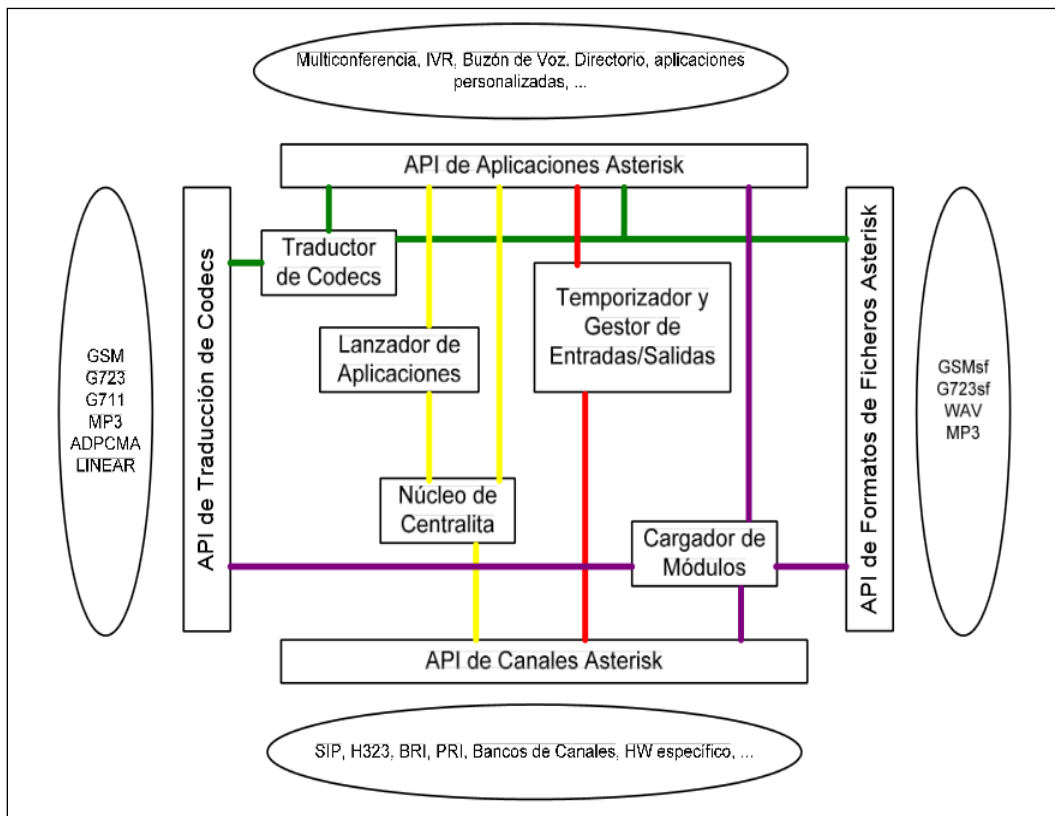 Multiconferencia, IVR, Buzón de Voz. Directorio, aplicaciones
personalizadas, ...
API de Aplicaciones Asterisk
Traductor
de Codecs
Temporizador y
Gestor de
Entradas/Salidas
Lanzador de
Aplicaciones
Núcleo de
Centralita
Cargador de
Módulos
API de Traducción de Codecs
GSM
G723
G711
MP3
ADPCMA
LINEAR
API de Formatos de Ficheros Asterisk
GSMsf
G723sf
WAV
MP3
API de Canales Asterisk
SIP, H323, BRI, PRI, Bancos de Canales, HW específico, ...